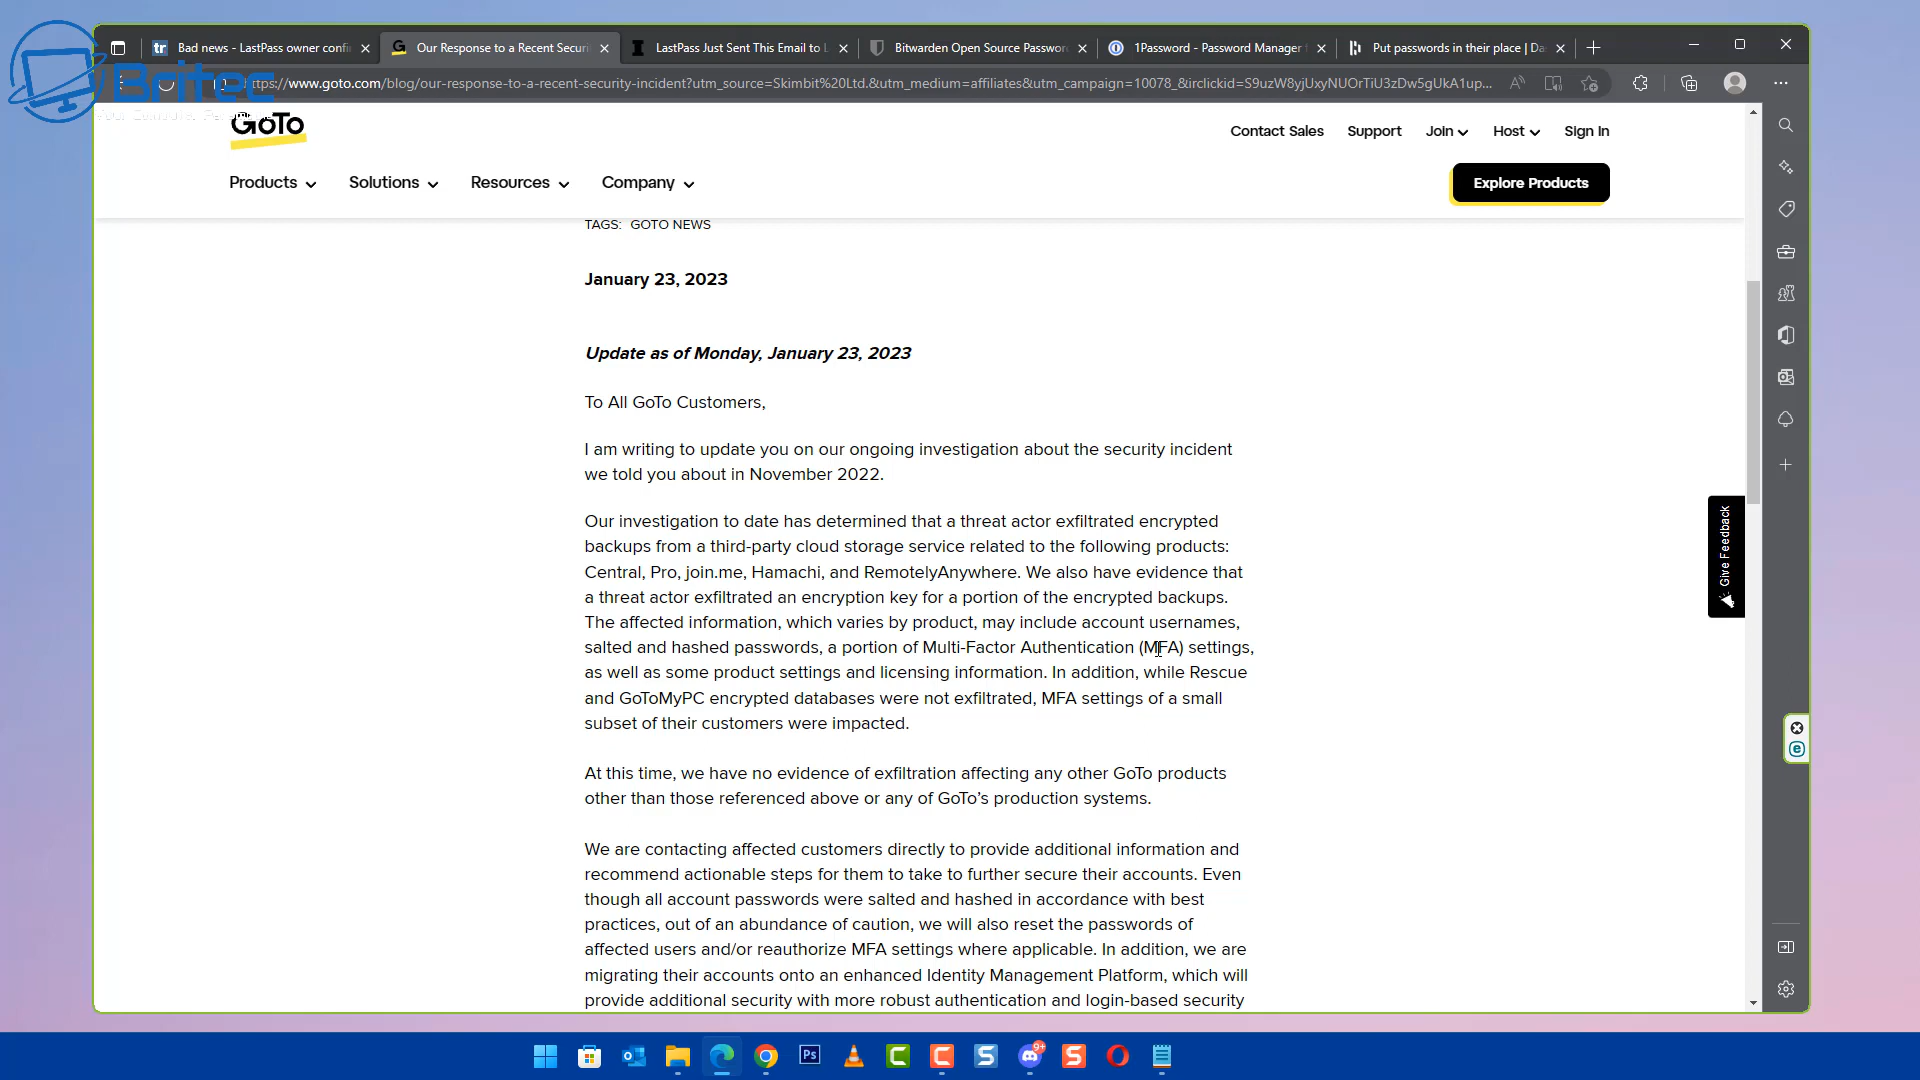 Bad news - LastPass owner confi
Our Response to a Recent Securi
LastPass Just Sent This Email to L
Bitwarden Open Source Passwor
1Password - Password Manager f
Put passwords in their place | Da
https://www.goto.com/blog/our-response-to-a-recent-security-incident?utm_source=Skimbit%20Ltd.&utm_medium=affiliates&utm_campaign=10078_&irclickid=S9uzW8yjUxyNUOrTiU3zDw5gUkA1up...
Britec
GoTo
Contact Sales
Support
Join
Host
Sign In
Products
Solutions
Resources
Company
Explore Products
TAGS: GOTO NEWS
January 23, 2023
Update as of Monday, January 23, 2023
To All GoTo Customers,
I am writing to update you on our ongoing investigation about the security incident
we told you about in November 2022.
Our investigation to date has determined that a threat actor exfiltrated encrypted
backups from a third-party cloud storage service related to the following products:
Central, Pro, join.me, Hamachi, and RemotelyAnywhere. We also have evidence that
a threat actor exfiltrated an encryption key for a portion of the encrypted backups.
The affected information, which varies by product, may include account usernames,
salted and hashed passwords, a portion of Multi-Factor Authentication (MFA) settings,
as well as some product settings and licensing information. In addition, while Rescue
and GoToMyPC encrypted databases were not exfiltrated, MFA settings of a small
subset of their customers were impacted.
At this time, we have no evidence of exfiltration affecting any other GoTo products
other than those referenced above or any of GoTo’s production systems.
We are contacting affected customers directly to provide additional information and
recommend actionable steps for them to take to further secure their accounts. Even
though all account passwords were salted and hashed in accordance with best
practices, out of an abundance of caution, we will also reset the passwords of
affected users and/or reauthorize MFA settings where applicable. In addition, we are
migrating their accounts onto an enhanced Identity Management Platform, which will
provide additional security with more robust authentication and login-based security
Give Feedback
Ps
9+